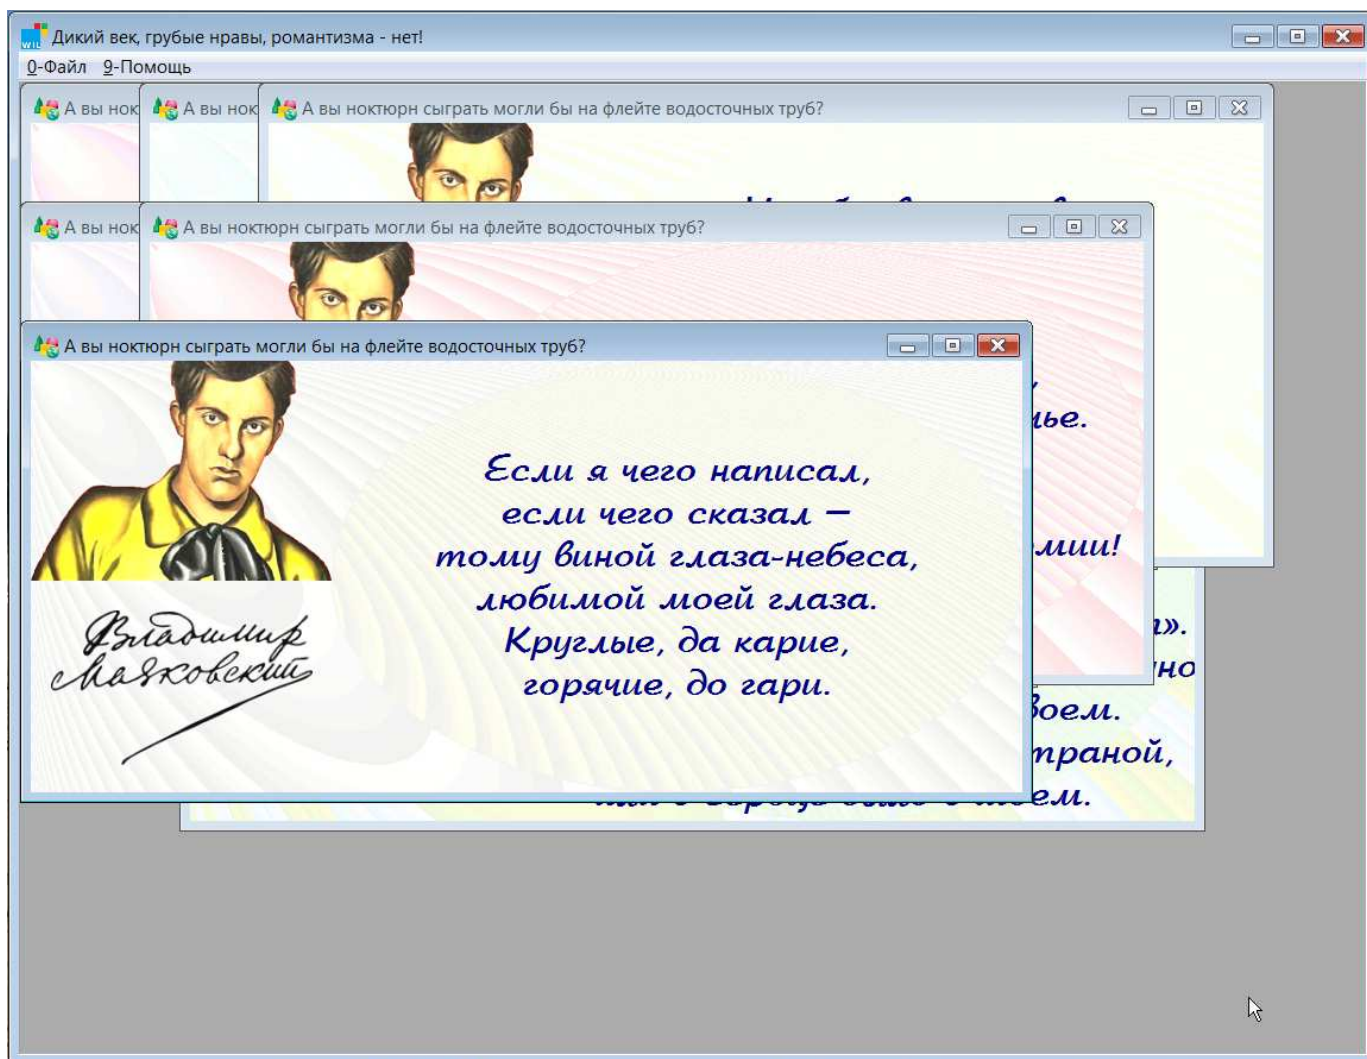 Дикий век, грубые нравы, романтизма - нет!
0-Файл 9-Помощь
А вы нок
А вы нок
А вы ноктюрн сыграть могли бы на флейте водосточных труб?
А вы нок
А вы ноктюрн сыграть могли бы на флейте водосточных труб?
А вы ноктюрн сыграть могли бы на флейте водосточных труб?
ье.
мии!
Если я чего написал,
если чего сказал —
тому виной глаза-небеса,
любимой моей глаза.
Круглые, да карие,
горячие, до гари.
Владимир
Маяковский
».
но
воем.
траной,
ем.